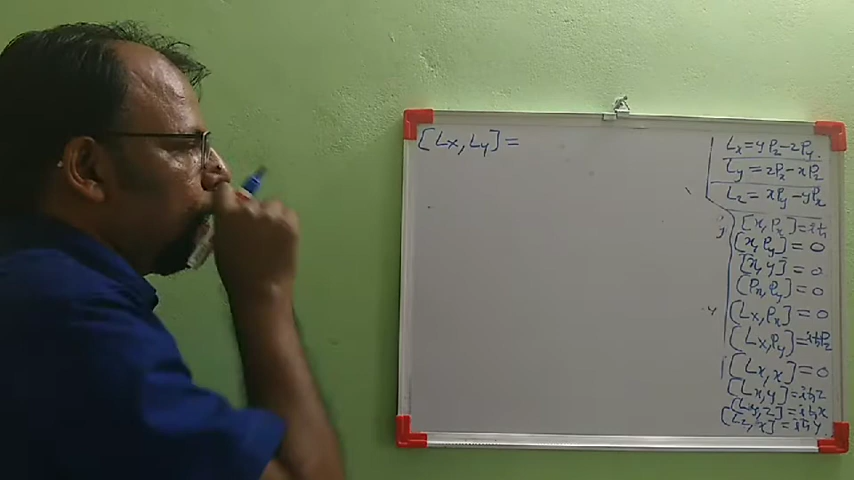 [Lx, Ly] =
Lx = yPz - zPy
Ly = zPx - xPz
Lz = xPy - yPx
[x, Px] = iħ
[x, Py] = 0
[x, y] = 0
[Px, Py] = 0
[Lx, Px] = 0
[Lx, Py] = iħPz
[Lx, x] = 0
[Lx, y] = iħz
[Ly, z] = iħx
[Lz, x] = iħy